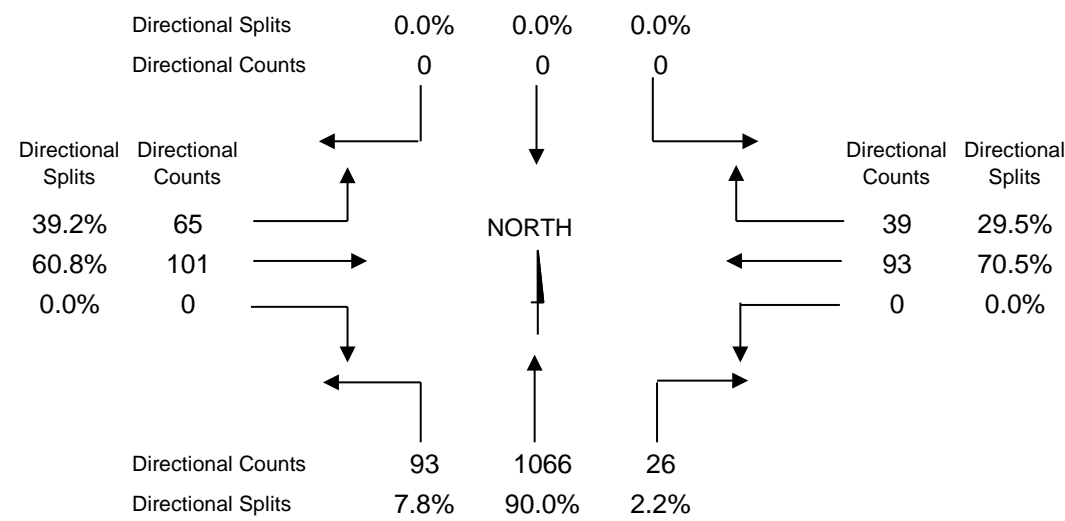 Directional Splits 0.0% 0.0% 0.0%
Directional Counts 0 0 0
Directional Directional Directional Directional
Splits Counts Counts Splits
39.2% 65 NORTH 39 29.5%
60.8% 101 93 70.5%
0.0% 0 0 0.0%
Directional Counts 93 1066 26
Directional Splits 7.8% 90.0% 2.2%